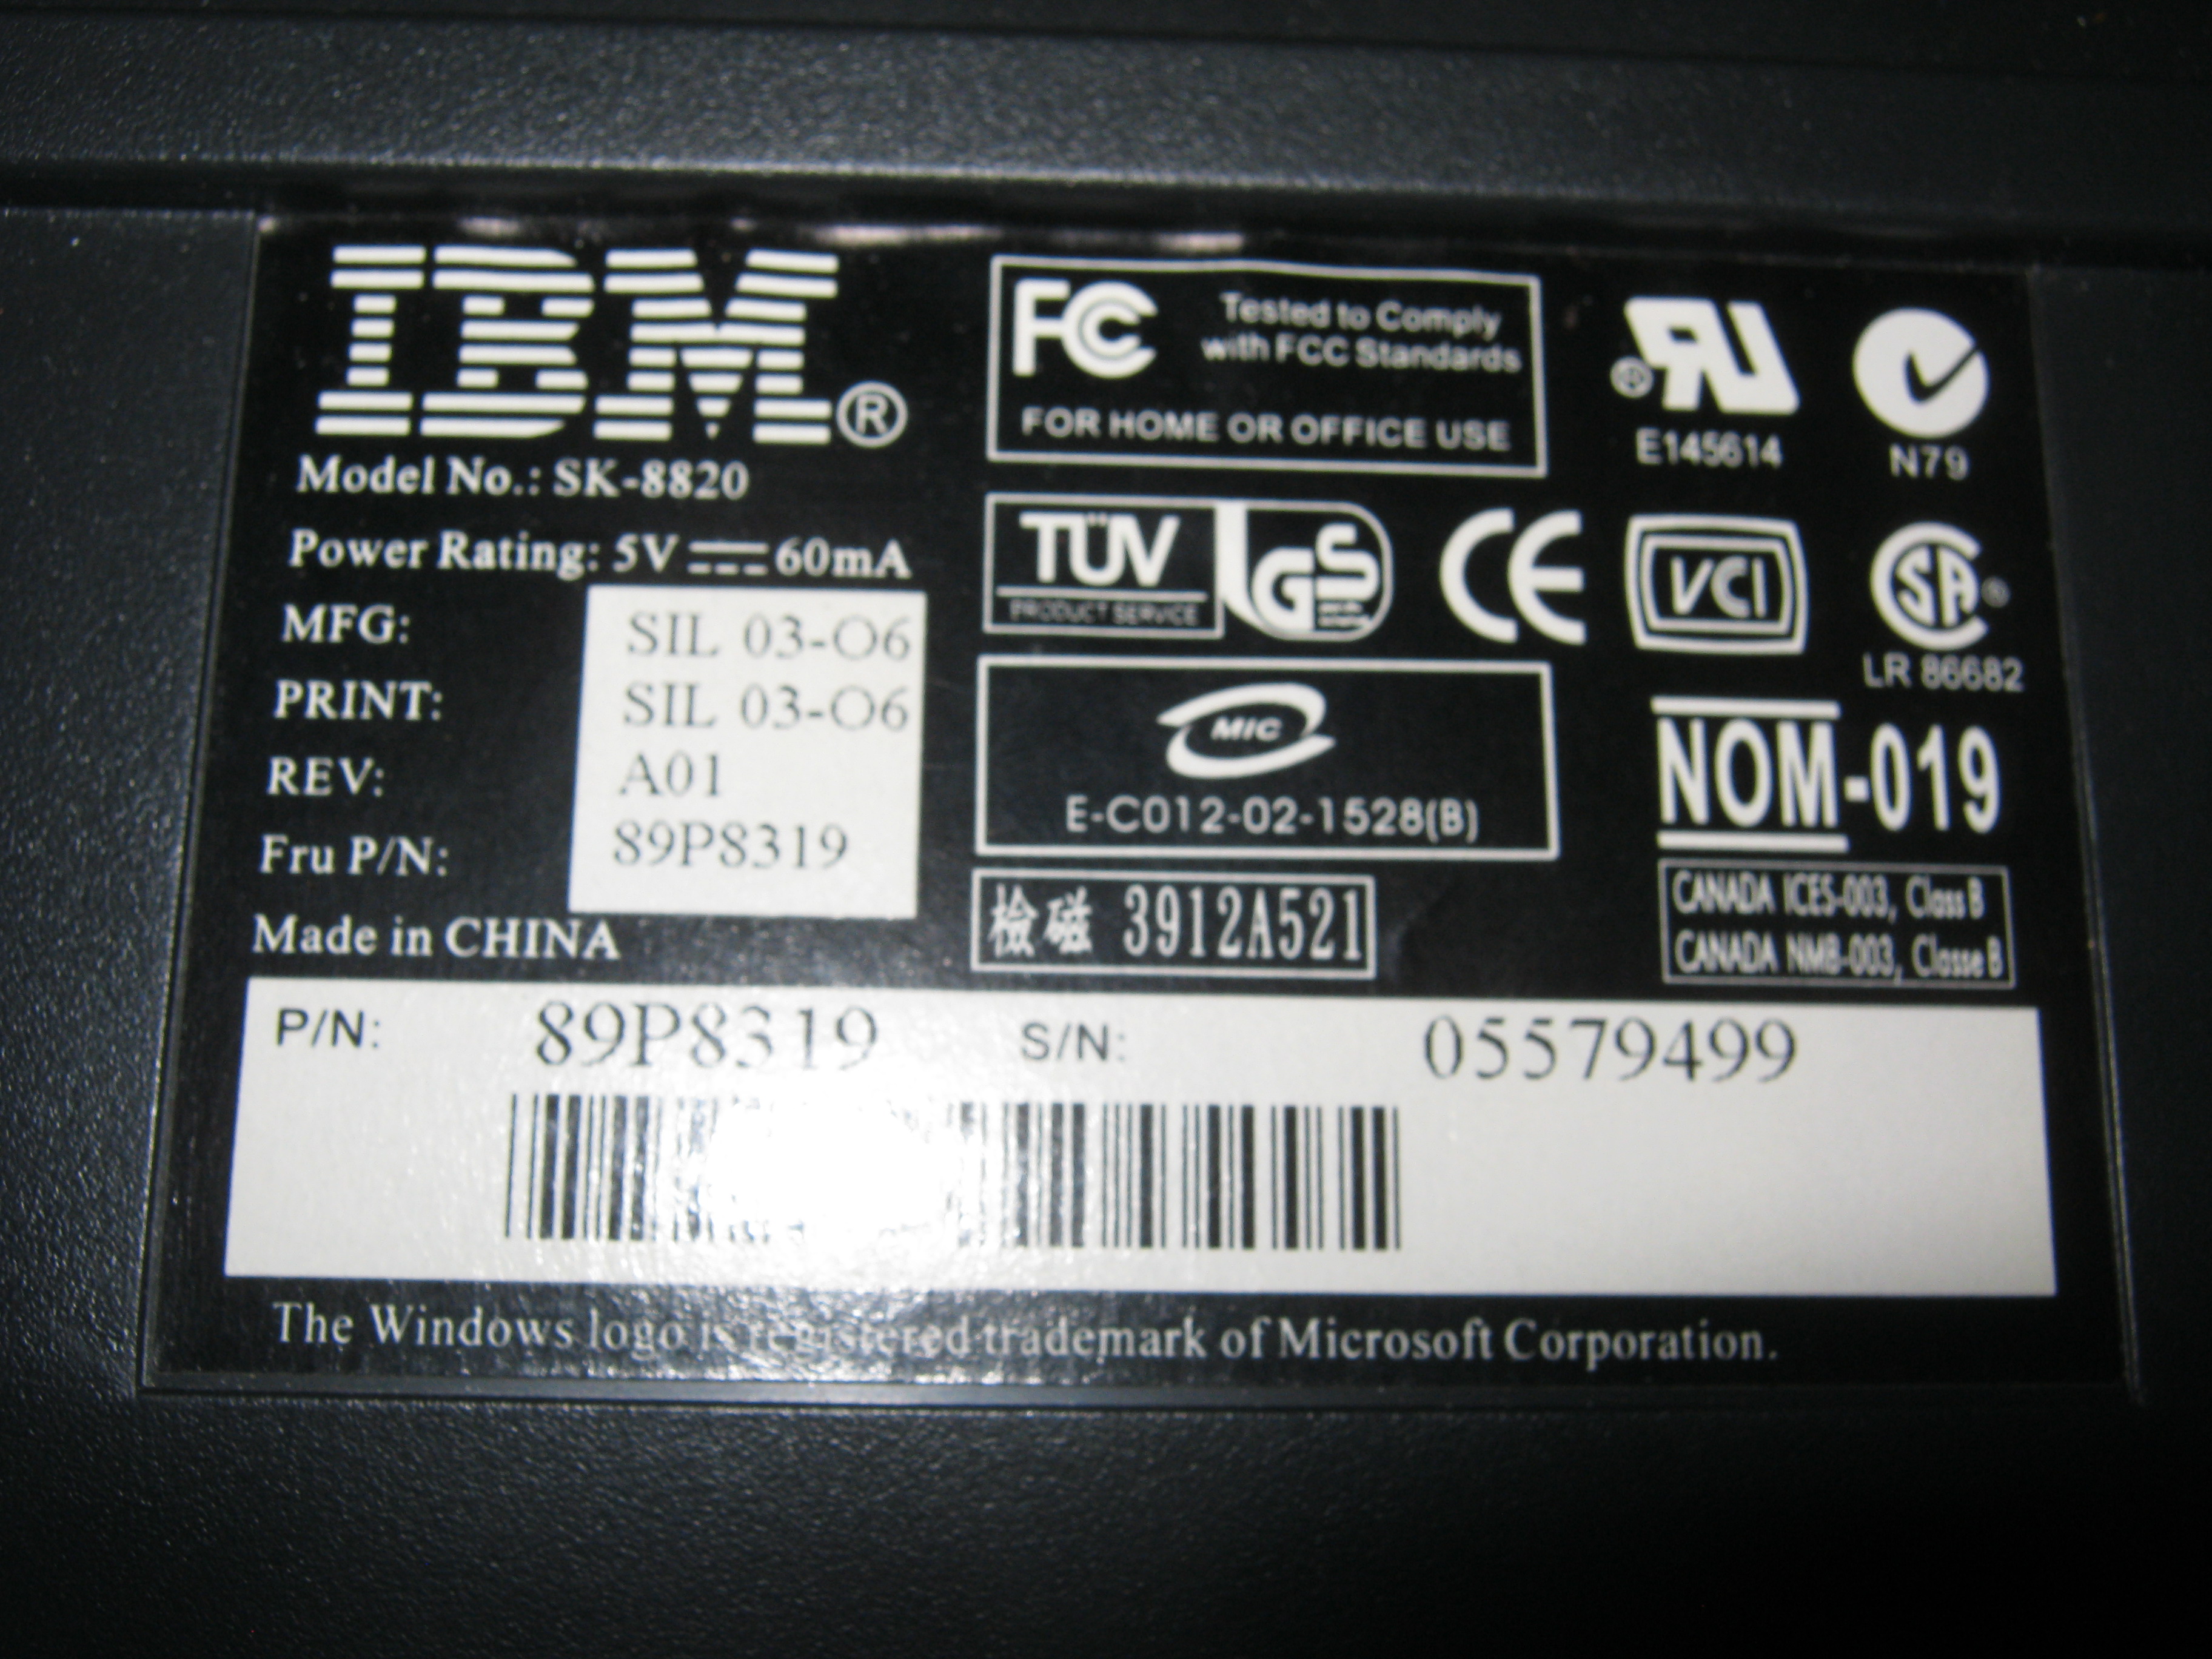 IBM®
Model No.: SK-8820
Power Rating: 5V 60mA
MFG: SIL 03-O6
PRINT: SIL 03-O6
REV: A01
Fru P/N: 89P8319
Made in CHINA
FC Tested to Comply
with FCC Standards
FOR HOME OR OFFICE USE
RU
E145614
N79
TÜV
PRODUCT SERVICE
GS
CE
VCI
SA
LR 86682
MIC
E-C012-02-1528(B)
NOM-019
檢磁 3912A521
CANADA ICES-003, Class B
CANADA NMB-003, Classe B
P/N: 89P8319 S/N: 05579499
The Windows logo is registered trademark of Microsoft Corporation.